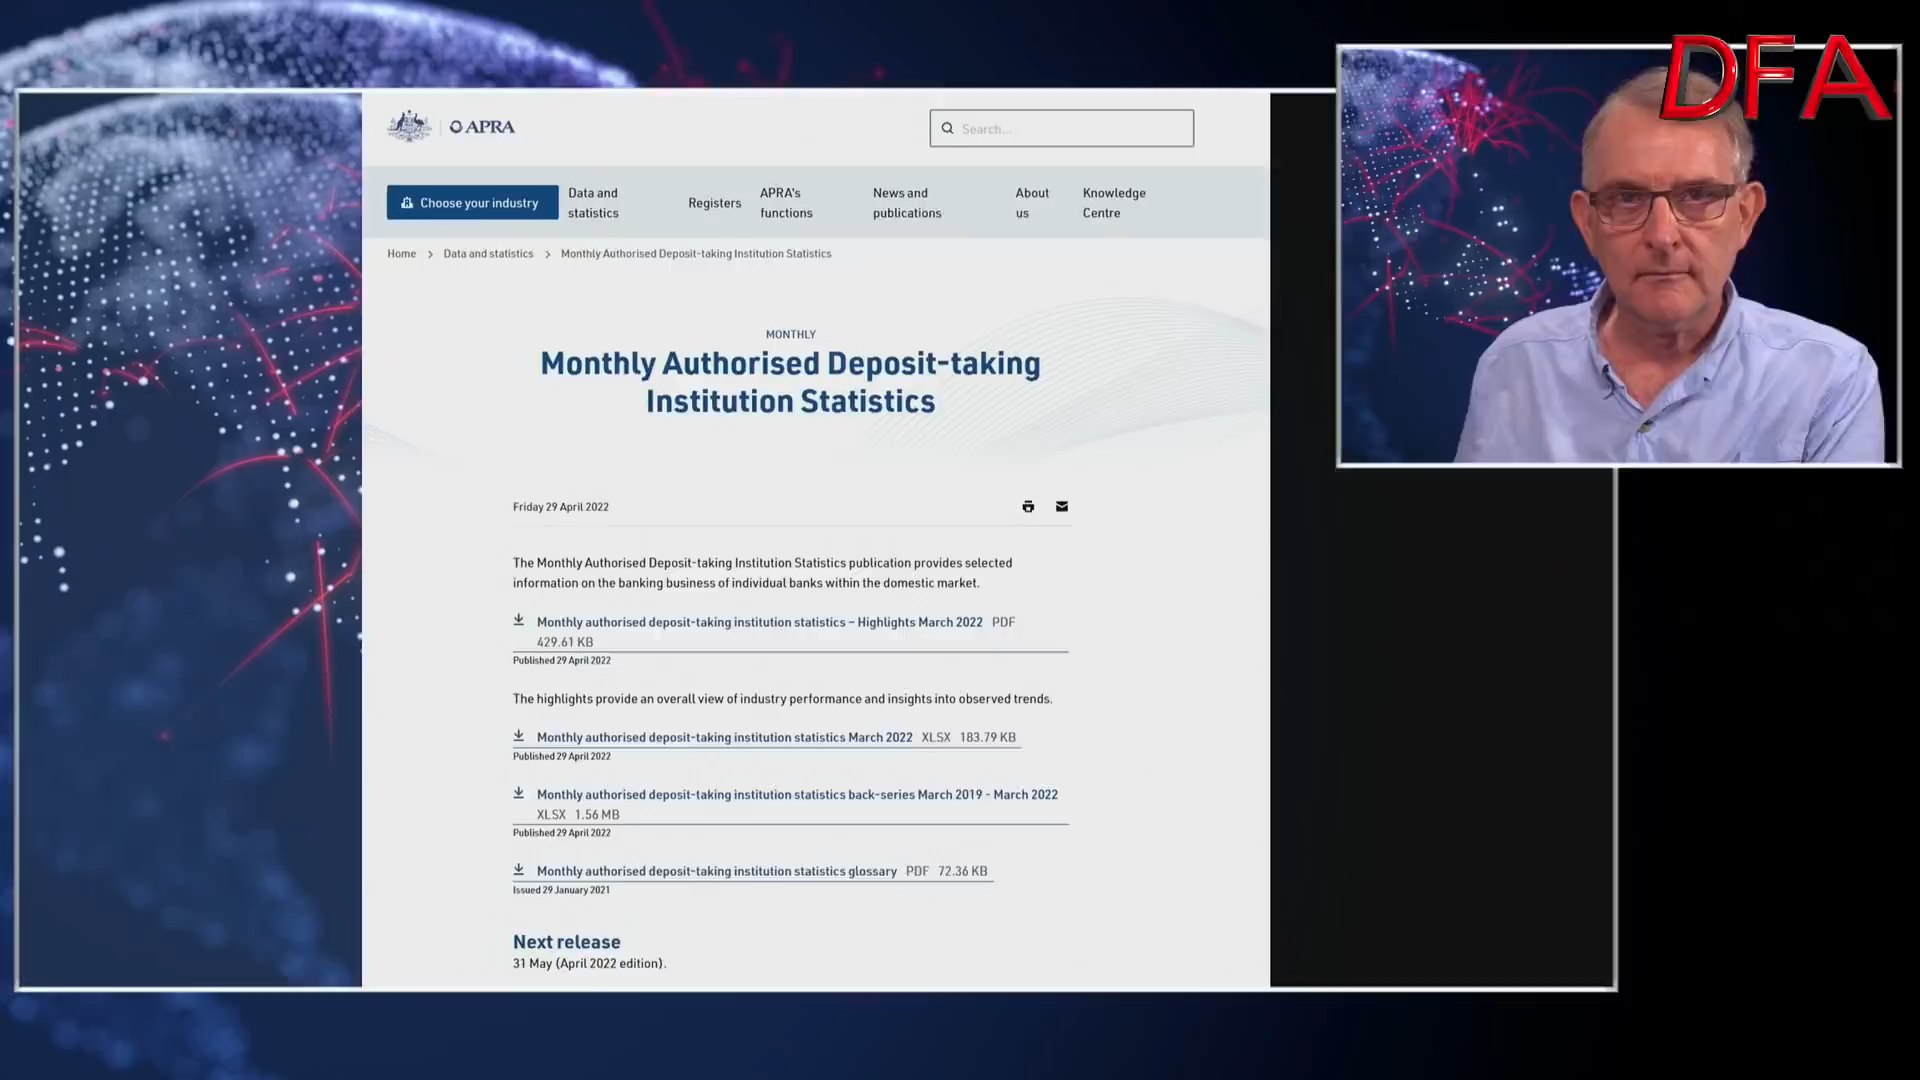 DFA
APRA
Search...
Choose your industry
Data and
statistics
Registers
APRA's
functions
News and
publications
About
us
Knowledge
Centre
Home > Data and statistics > Monthly Authorised Deposit-taking Institution Statistics
MONTHLY
Monthly Authorised Deposit-taking
Institution Statistics
Friday 29 April 2022
The Monthly Authorised Deposit-taking Institution Statistics publication provides selected
information on the banking business of individual banks within the domestic market.
Monthly authorised deposit-taking institution statistics – Highlights March 2022 PDF
429.61 KB
Published 29 April 2022
The highlights provide an overall view of industry performance and insights into observed trends.
Monthly authorised deposit-taking institution statistics March 2022 XLSX 183.79 KB
Published 29 April 2022
Monthly authorised deposit-taking institution statistics back-series March 2019 - March 2022
XLSX 1.56 MB
Published 29 April 2022
Monthly authorised deposit-taking institution statistics glossary PDF 72.36 KB
Issued 29 January 2021
Next release
31 May (April 2022 edition).